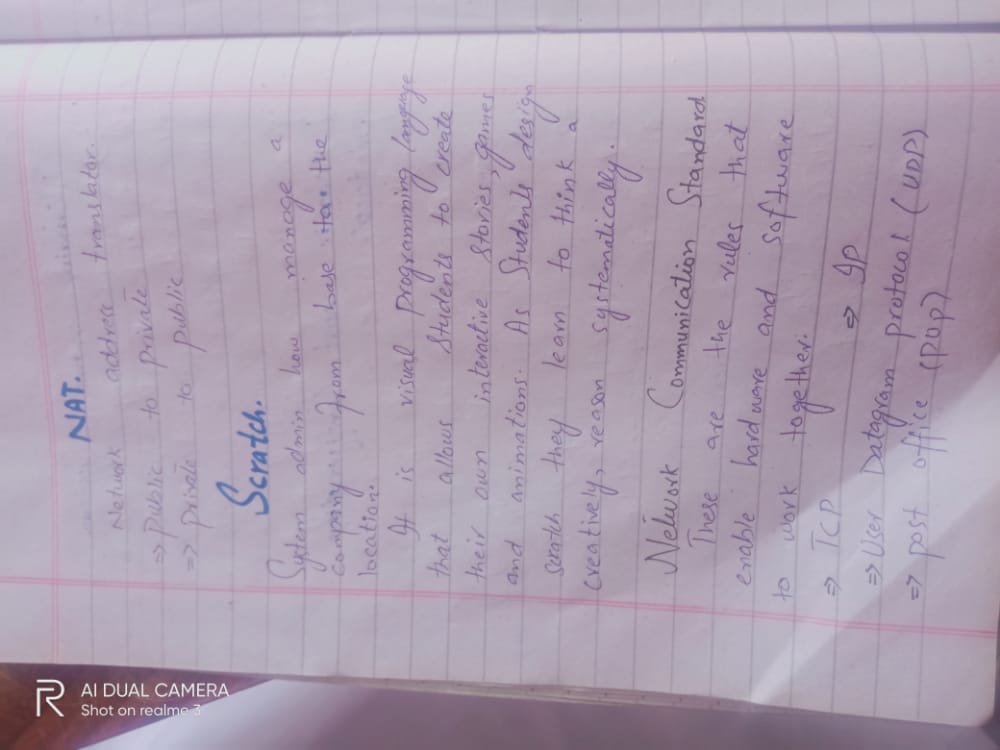 NAT.
Network address translator.
⇒ Public to private
⇒ private to public
Scratch.
System admin how manage a
company from base to the
location.
It is visual programming language
that allows students to create
their own interactive stories, games
and animations. As Students design
scratch they learn to think a
creatively, reason systematically.
Network Communication Standard
These are the rules that
enable hardware and software
to work together.
⇒ TCP ⇒ IP
⇒ User Datagram protocol (UDP)
⇒ post office (POP)
AI DUAL CAMERA
Shot on realme 3